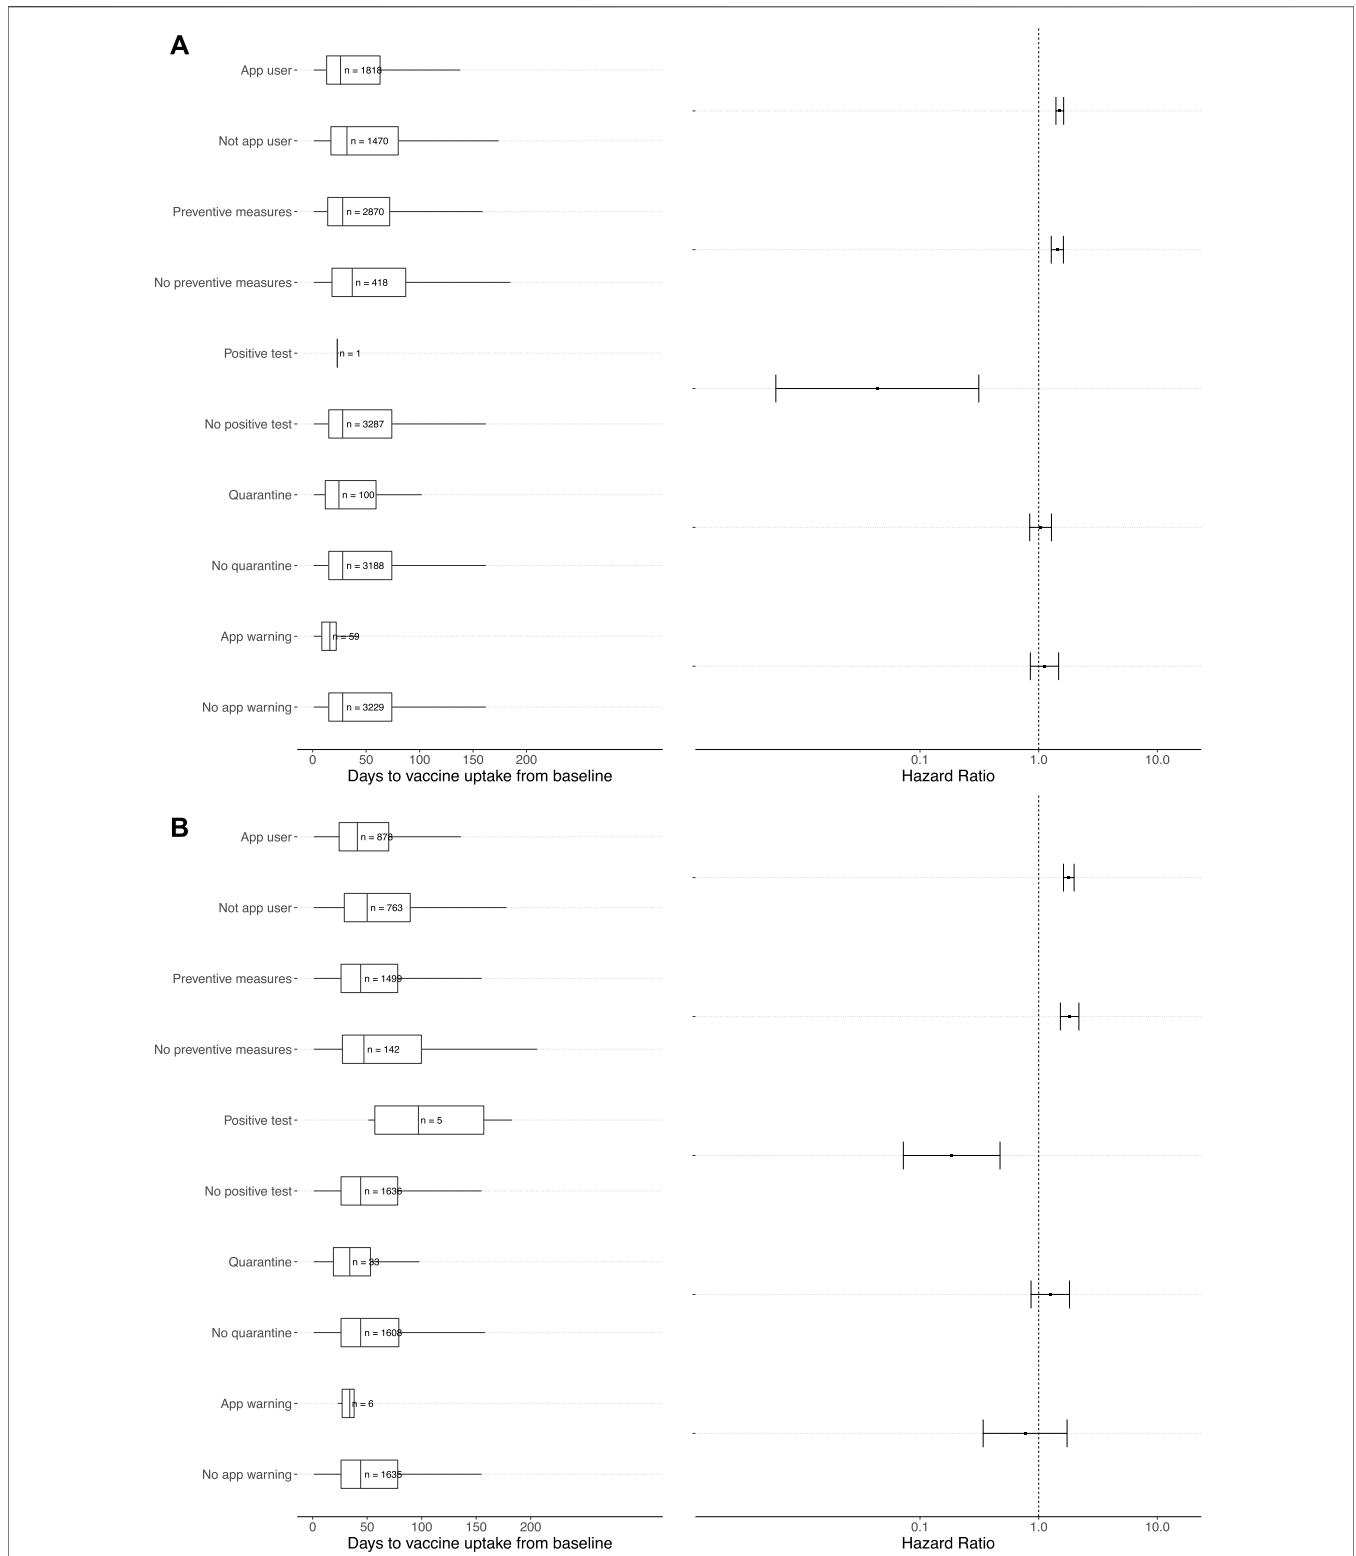 A
App user
n = 1818
Not app user
n = 1470
Preventive measures
n = 2870
No preventive measures
n = 418
Positive test
n = 1
No positive test
n = 3287
Quarantine
n = 100
No quarantine
n = 3188
App warning
n = 59
No app warning
n = 3229
0 50 100 150 200
Days to vaccine uptake from baseline
0.1 1.0 10.0
Hazard Ratio
B
App user
n = 878
Not app user
n = 763
Preventive measures
n = 1499
No preventive measures
n = 142
Positive test
n = 5
No positive test
n = 1636
Quarantine
n = 33
No quarantine
n = 1608
App warning
n = 6
No app warning
n = 1635
0 50 100 150 200
Days to vaccine uptake from baseline
0.1 1.0 10.0
Hazard Ratio